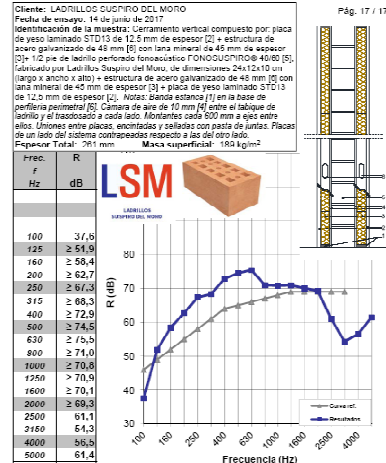 Cliente: LADRILLOS SUSPIRO DEL MORO
Pág. 17 / 17
Fecha de ensayo: 14 de junio de 2017
Identificación de la muestra: Cerramiento vertical compuesto por: placa
de yeso laminado STD13 de 12.5 mm de espesor [2] + estructura de
acero galvanizado de 48 mm [6] con lana mineral de 45 mm de espesor
[3]+ 1/2 pie de ladrillo perforado fonoacústico FONOSUSPIRO® 48/60 [5],
fabricado por Ladrillos Suspiro del Moro, de dimensiones 24x12x10 cm
(largo x ancho x alto) + estructura de acero galvanizado de 48 mm [6] con
lana mineral de 45 mm de espesor [3] + placa de yeso laminado STD13
de 12,5 mm de espesor [2]. Notas: Banda estanca [1] en la base de
perfilería perimetral [6]. Cámara de aire de 10 mm [4] entre el tabique de
ladrillo y el trasdosado a cada lado. Montantes cada 600 mm a ejes entre
ellos. Uniones entre placas, encintadas y selladas con pasta de juntas. Placas
de un lado del sistema contrapeadas respecto a las del otro lado.
Espesor Total: 261 mm Masa superficial: 189 kg/m²
Frec. R
f
Hz dB
100 37,6
125 ≥ 51,9
160 ≥ 58,4
200 ≥ 62,7
250 ≥ 67,3
315 ≥ 68,3
400 ≥ 72,9
500 ≥ 74,5
630 ≥ 75,5
800 ≥ 71,0
1000 ≥ 70,8
1250 ≥ 70,9
1600 ≥ 70,1
2000 ≥ 69,3
2500 61,1
3150 54,3
4000 56,5
5000 61,4
LSM
LADRILLOS
SUSPIRO DEL MORO
R (dB)
80
70
60
50
40
30
100 160 250 400 630 1000 1600 2500 4000
Curva ref.
Resultados
Frecuencia (Hz)